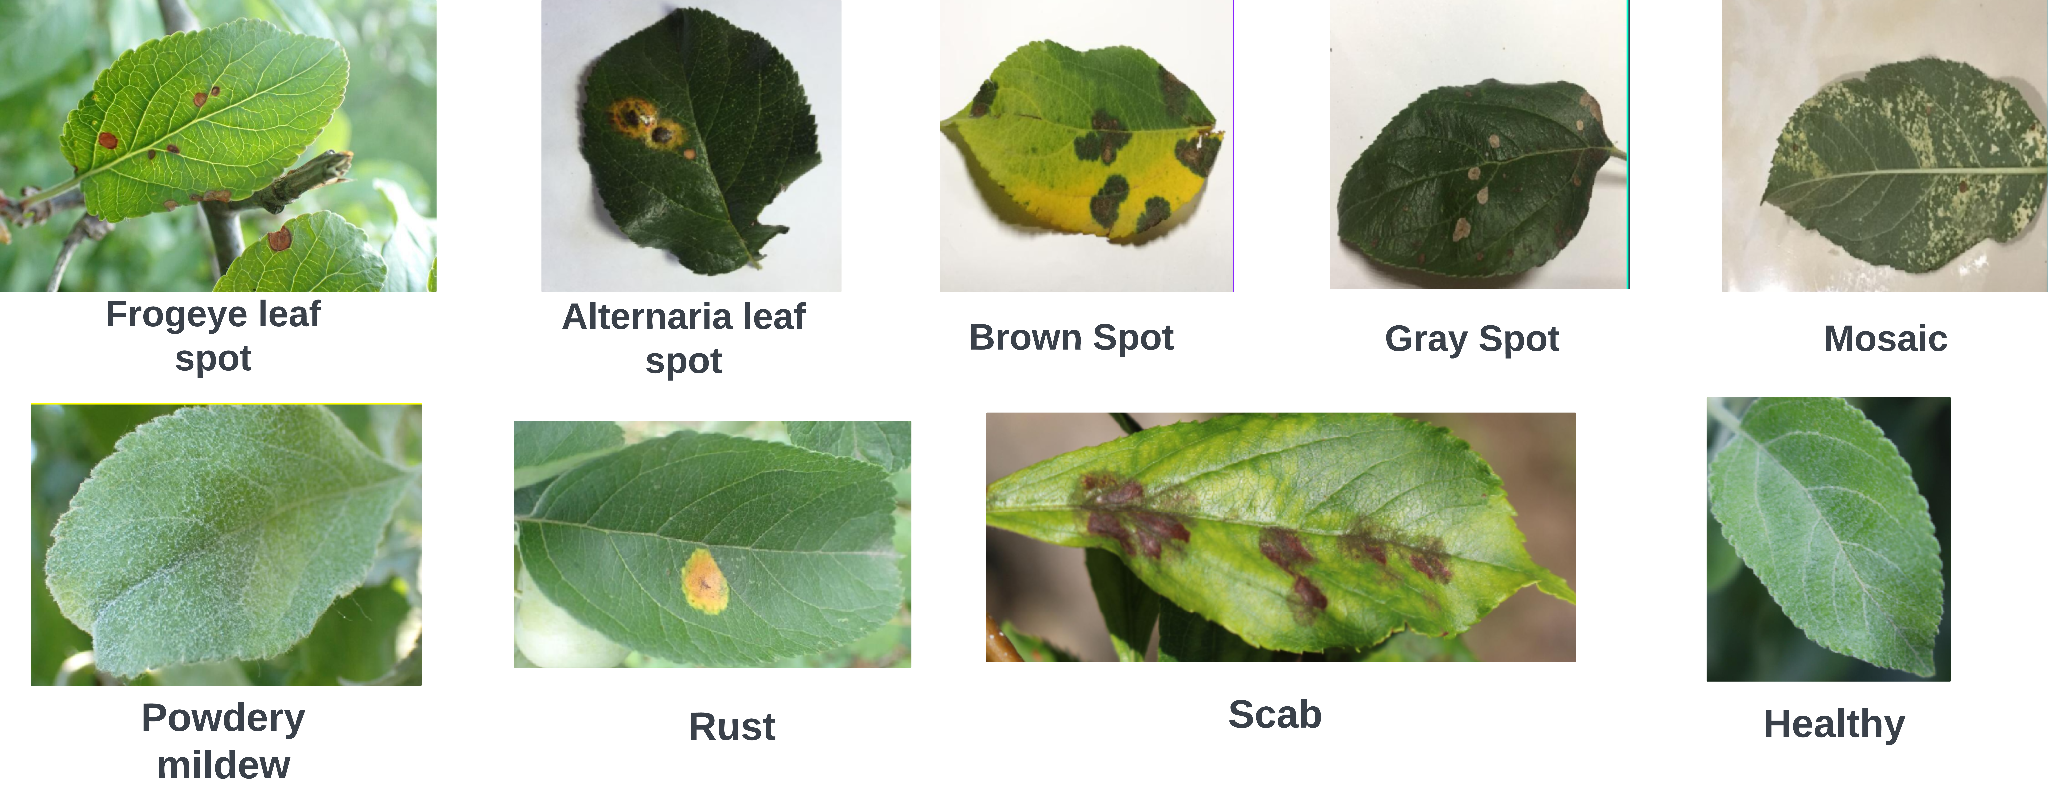 Frogeye leaf
spot
Alternaria leaf
spot
Brown Spot
Gray Spot
Mosaic
Powdery
mildew
Rust
Scab
Healthy